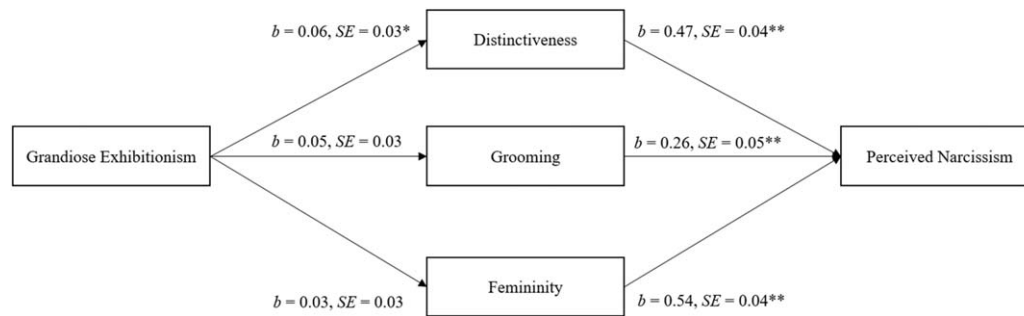 b = 0.06, SE = 0.03*
Distinctiveness
b = 0.47, SE = 0.04**
Grandiose Exhibitionism
b = 0.05, SE = 0.03
Grooming
b = 0.26, SE = 0.05**
Perceived Narcissism
b = 0.03, SE = 0.03
Femininity
b = 0.54, SE = 0.04**